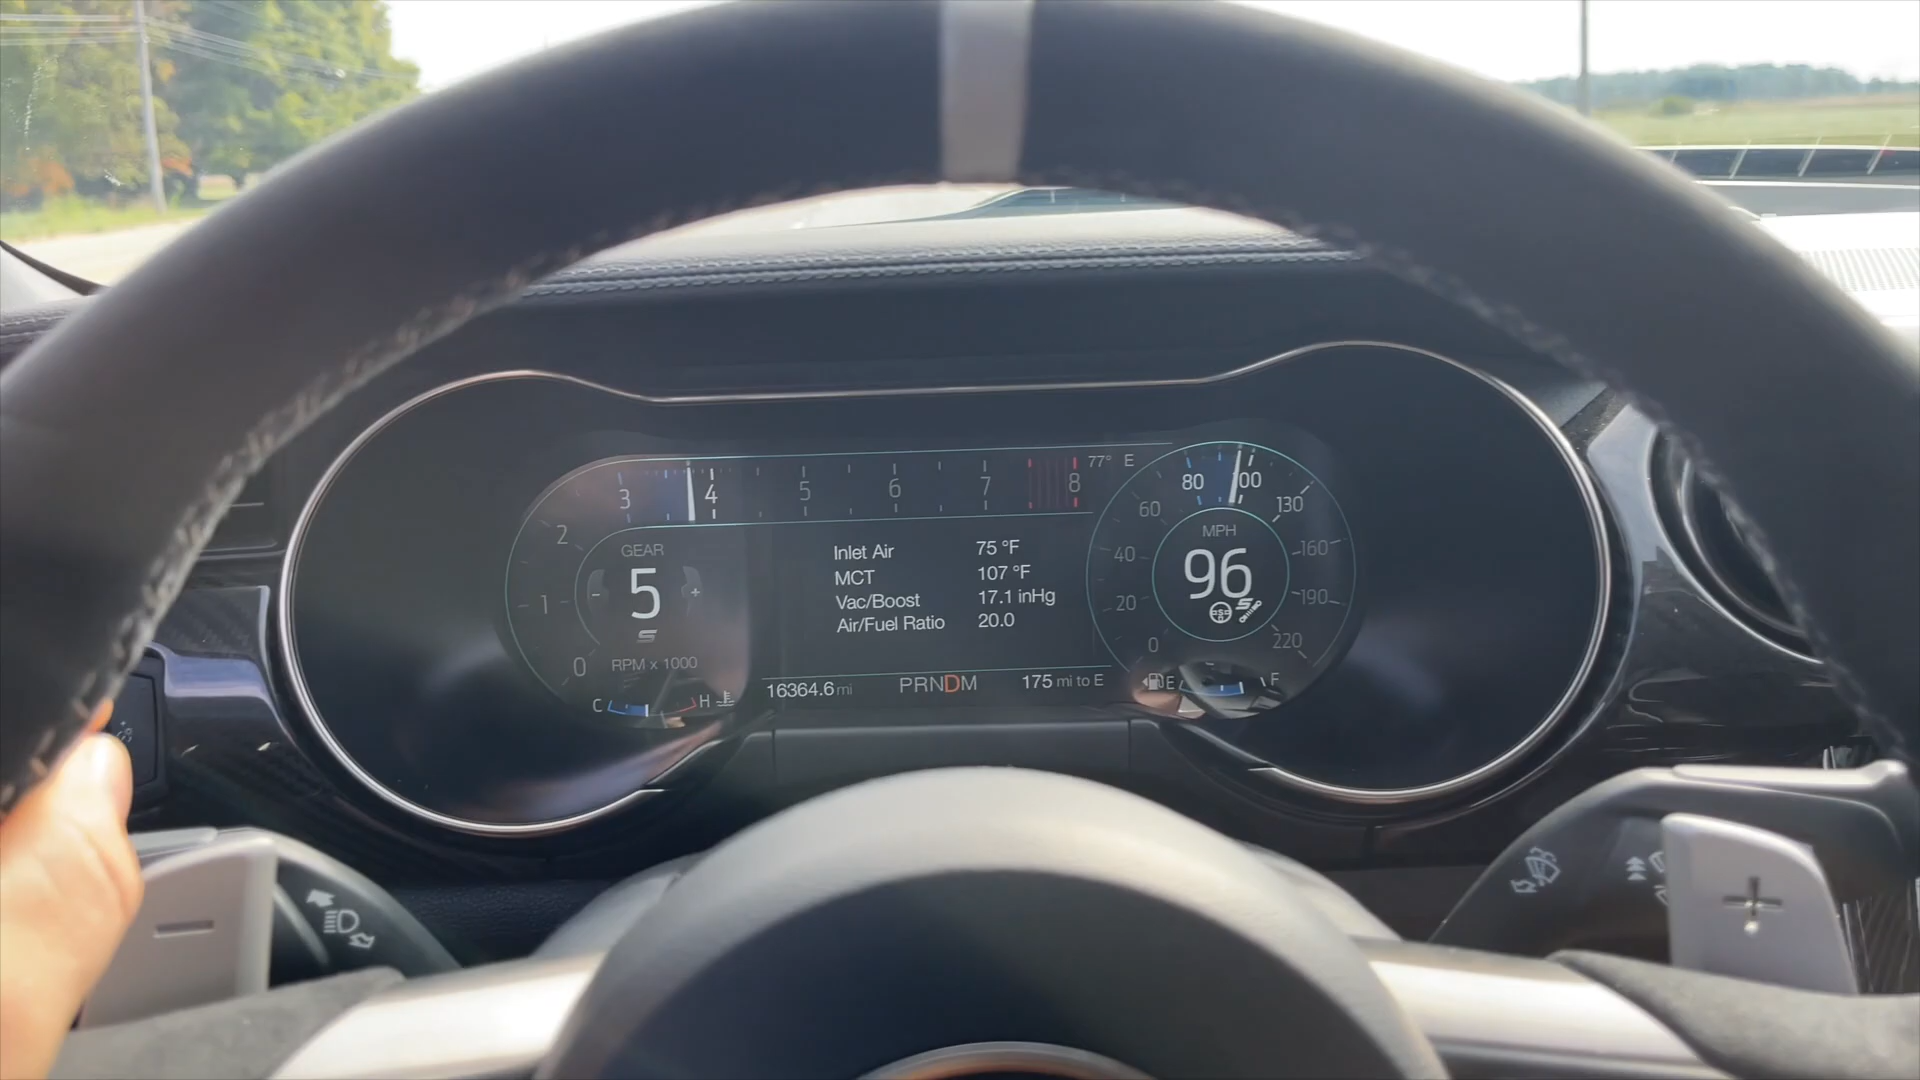 3 4 5 6 7 8
2
1
0
GEAR
- 5 +
RPM x 1000
C H
77° E
Inlet Air 75 °F
MCT 107 °F
Vac/Boost 17.1 inHg
Air/Fuel Ratio 20.0
16364.6 mi PRNDM 175 mi to E
80 100
60 130
40 160
20 190
0 220
MPH
96
E F